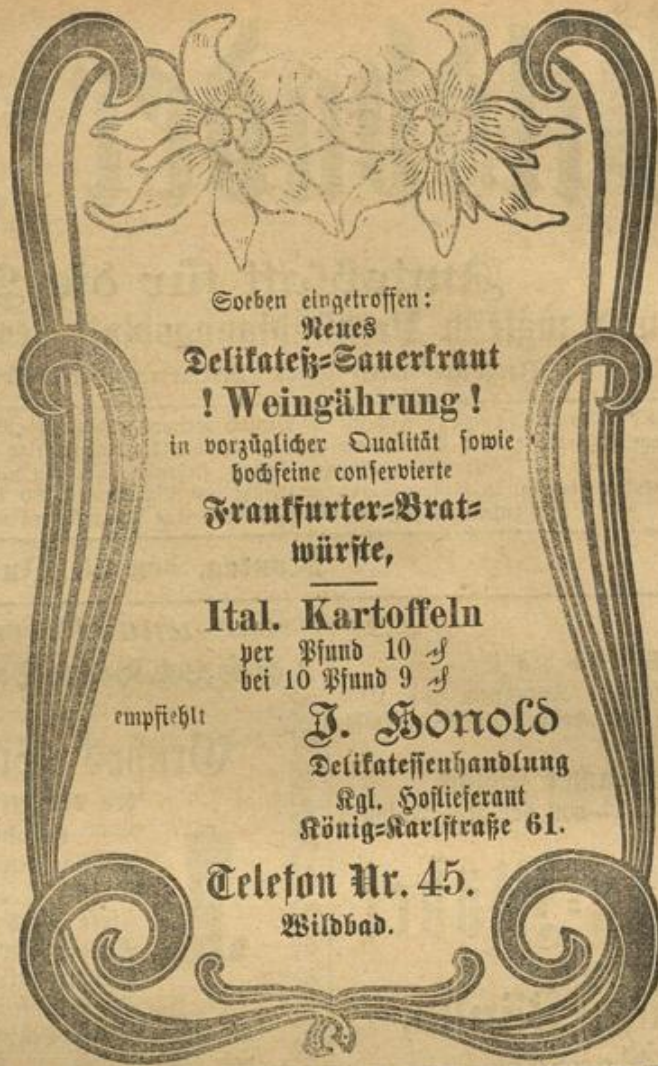 Soeben eingetroffen:
Neues
Delikateß-Sauerkraut
! Weingährung !
in vorzüglicher Qualität sowie
hochfeine conservierte
Frankfurter-Brat-
würste,
Ital. Kartoffeln
per Pfund 10 ₰
bei 10 Pfund 9 ₰
empfiehlt J. Honold
Delikatessenhandlung
Kgl. Hoflieferant
König-Karlstraße 61.
Telefon Nr. 45.
Wildbad.